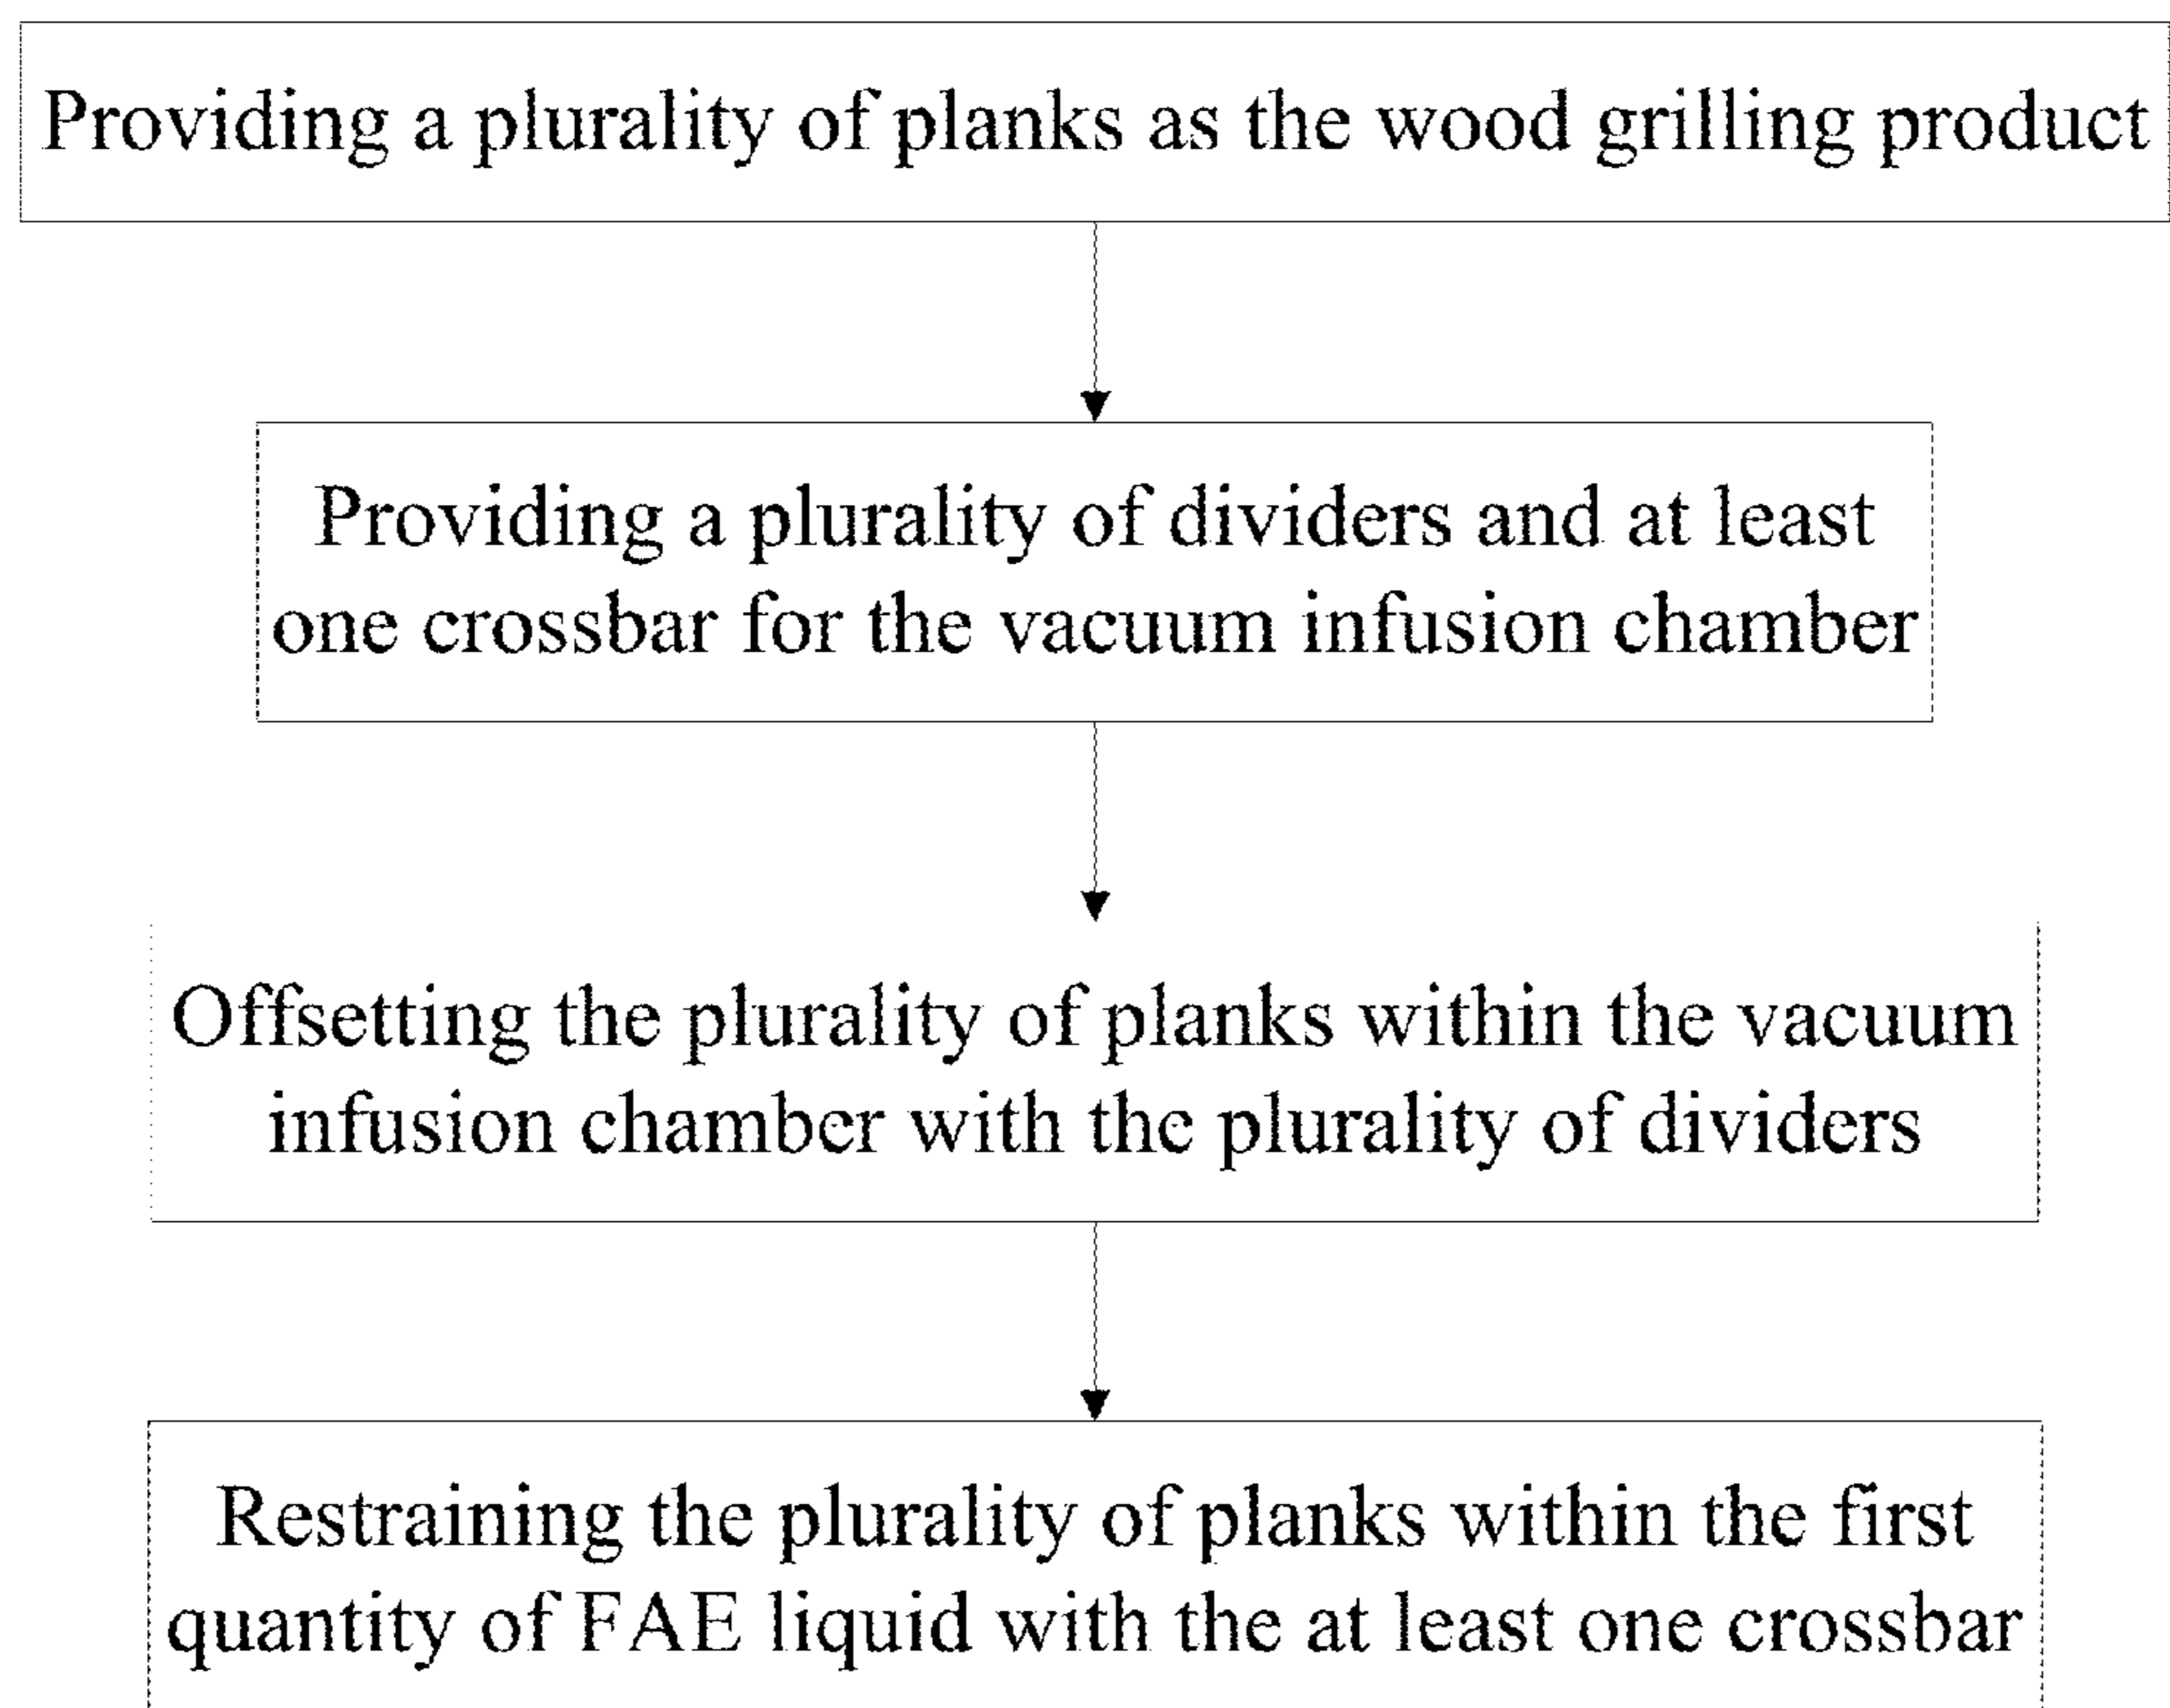 Providing a plurality of planks as the wood grilling product
Providing a plurality of dividers and at least
one crossbar for the vacuum infusion chamber
Offsetting the plurality of planks within the vacuum
infusion chamber with the plurality of dividers
Restraining the plurality of planks within the first
quantity of FAE liquid with the at least one crossbar